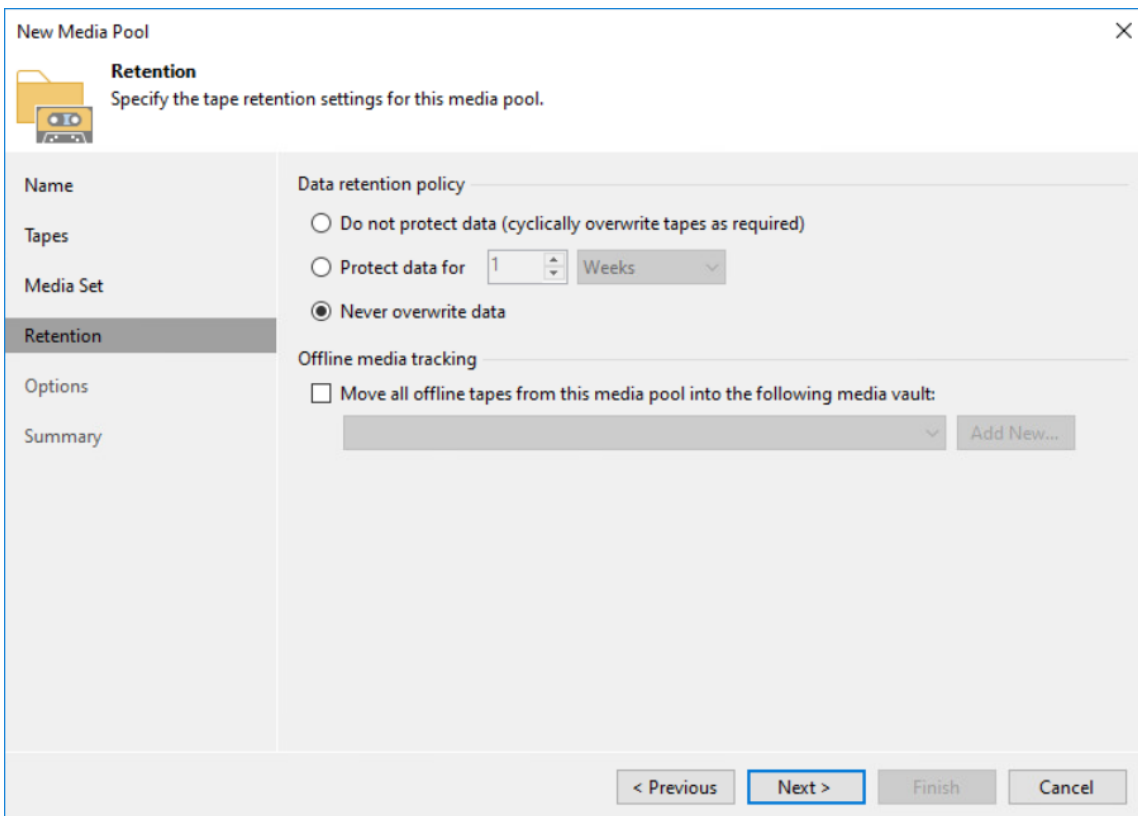 New Media Pool
Retention
Specify the tape retention settings for this media pool.
Name
Tapes
Media Set
Retention
Options
Summary
Data retention policy
Do not protect data (cyclically overwrite tapes as required)
Protect data for 1 Weeks
Never overwrite data
Offline media tracking
Move all offline tapes from this media pool into the following media vault:
Add New...
< Previous Next > Finish Cancel